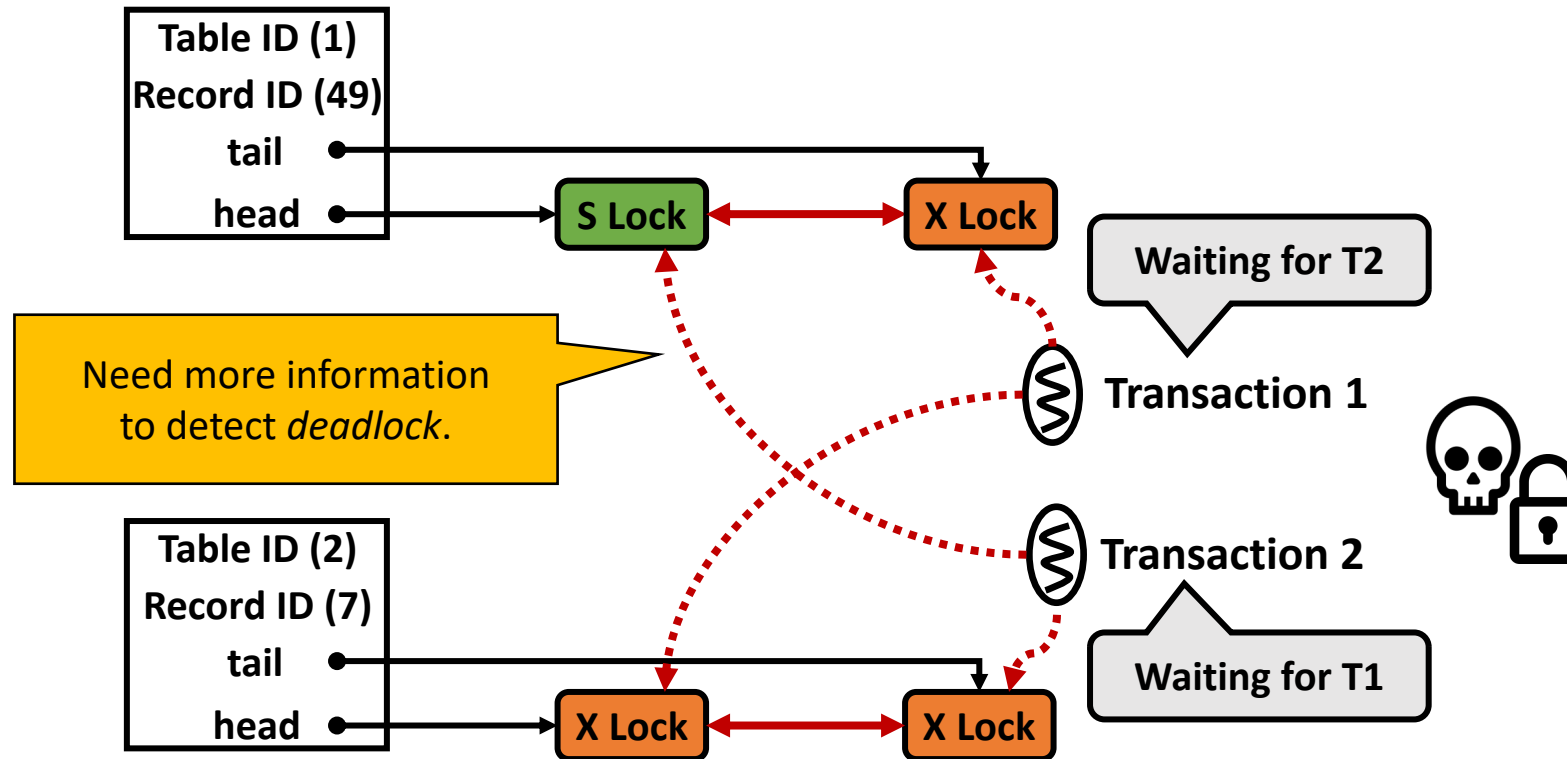 Table ID (1)
Record ID (49)
tail
head
S Lock
X Lock
Waiting for T2
Need more information
to detect deadlock.
Transaction 1
Transaction 2
Table ID (2)
Record ID (7)
tail
head
X Lock
X Lock
Waiting for T1